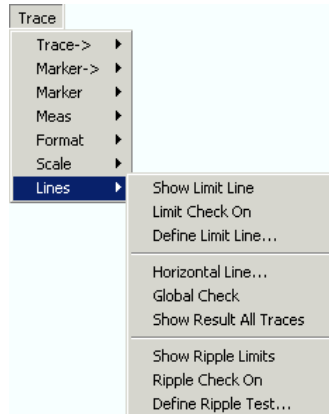 Trace
Trace->
Marker->
Marker
Meas
Format
Scale
Lines
Show Limit Line
Limit Check On
Define Limit Line...
Horizontal Line...
Global Check
Show Result All Traces
Show Ripple Limits
Ripple Check On
Define Ripple Test...